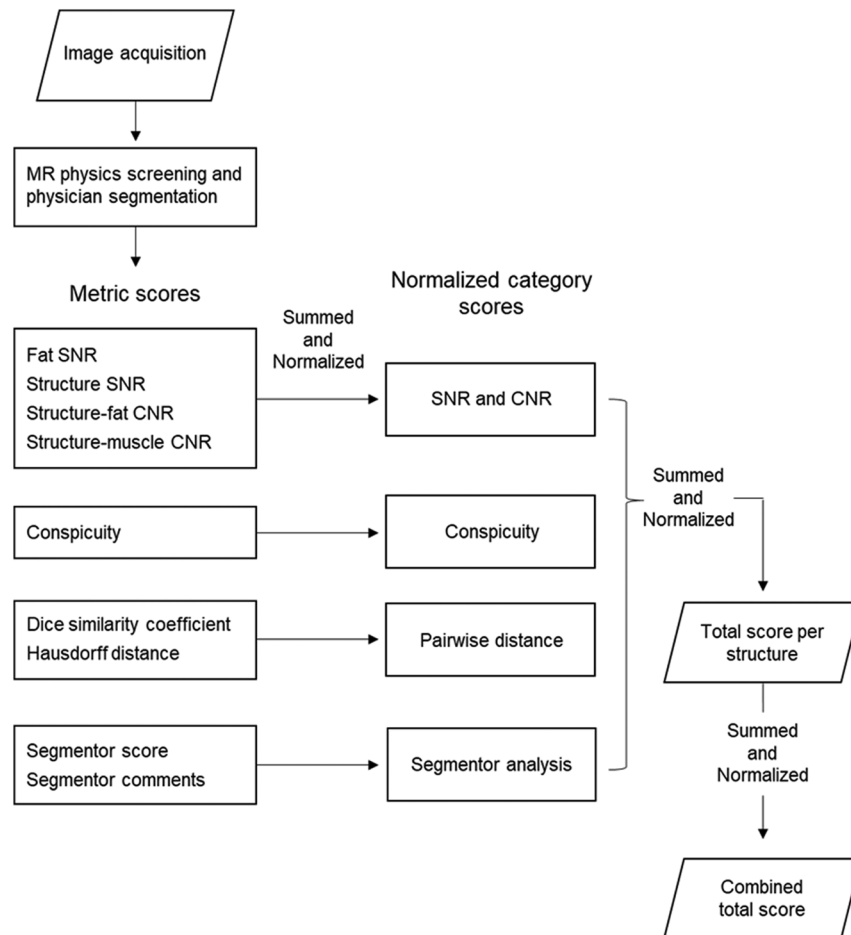 Image acquisition
MR physics screening and
physician segmentation
Metric scores
Summed
and
Normalized
Normalized category
scores
Fat SNR
Structure SNR
Structure-fat CNR
Structure-muscle CNR
SNR and CNR
Conspicuity
Conspicuity
Dice similarity coefficient
Hausdorff distance
Pairwise distance
Segmentor score
Segmentor comments
Segmentor analysis
Summed
and
Normalized
Total score per
structure
Summed
and
Normalized
Combined
total score